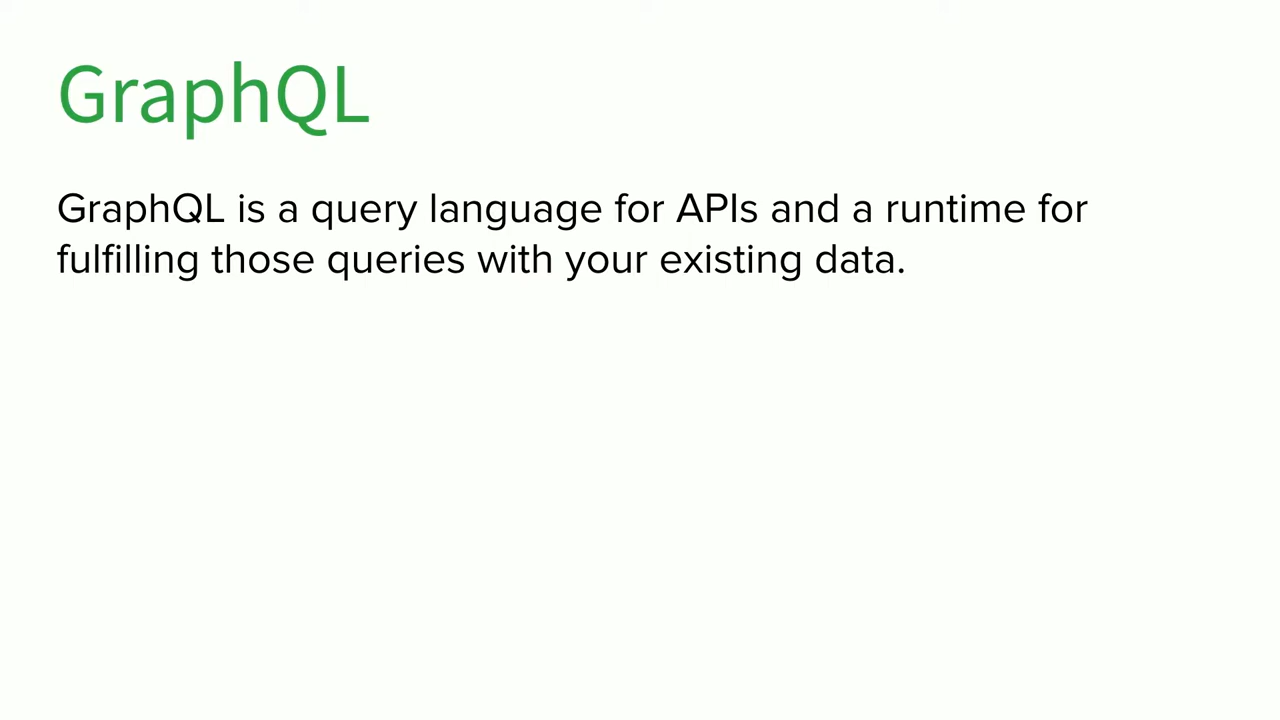 GraphQL
GraphQL is a query language for APIs and a runtime for
fulfilling those queries with your existing data.